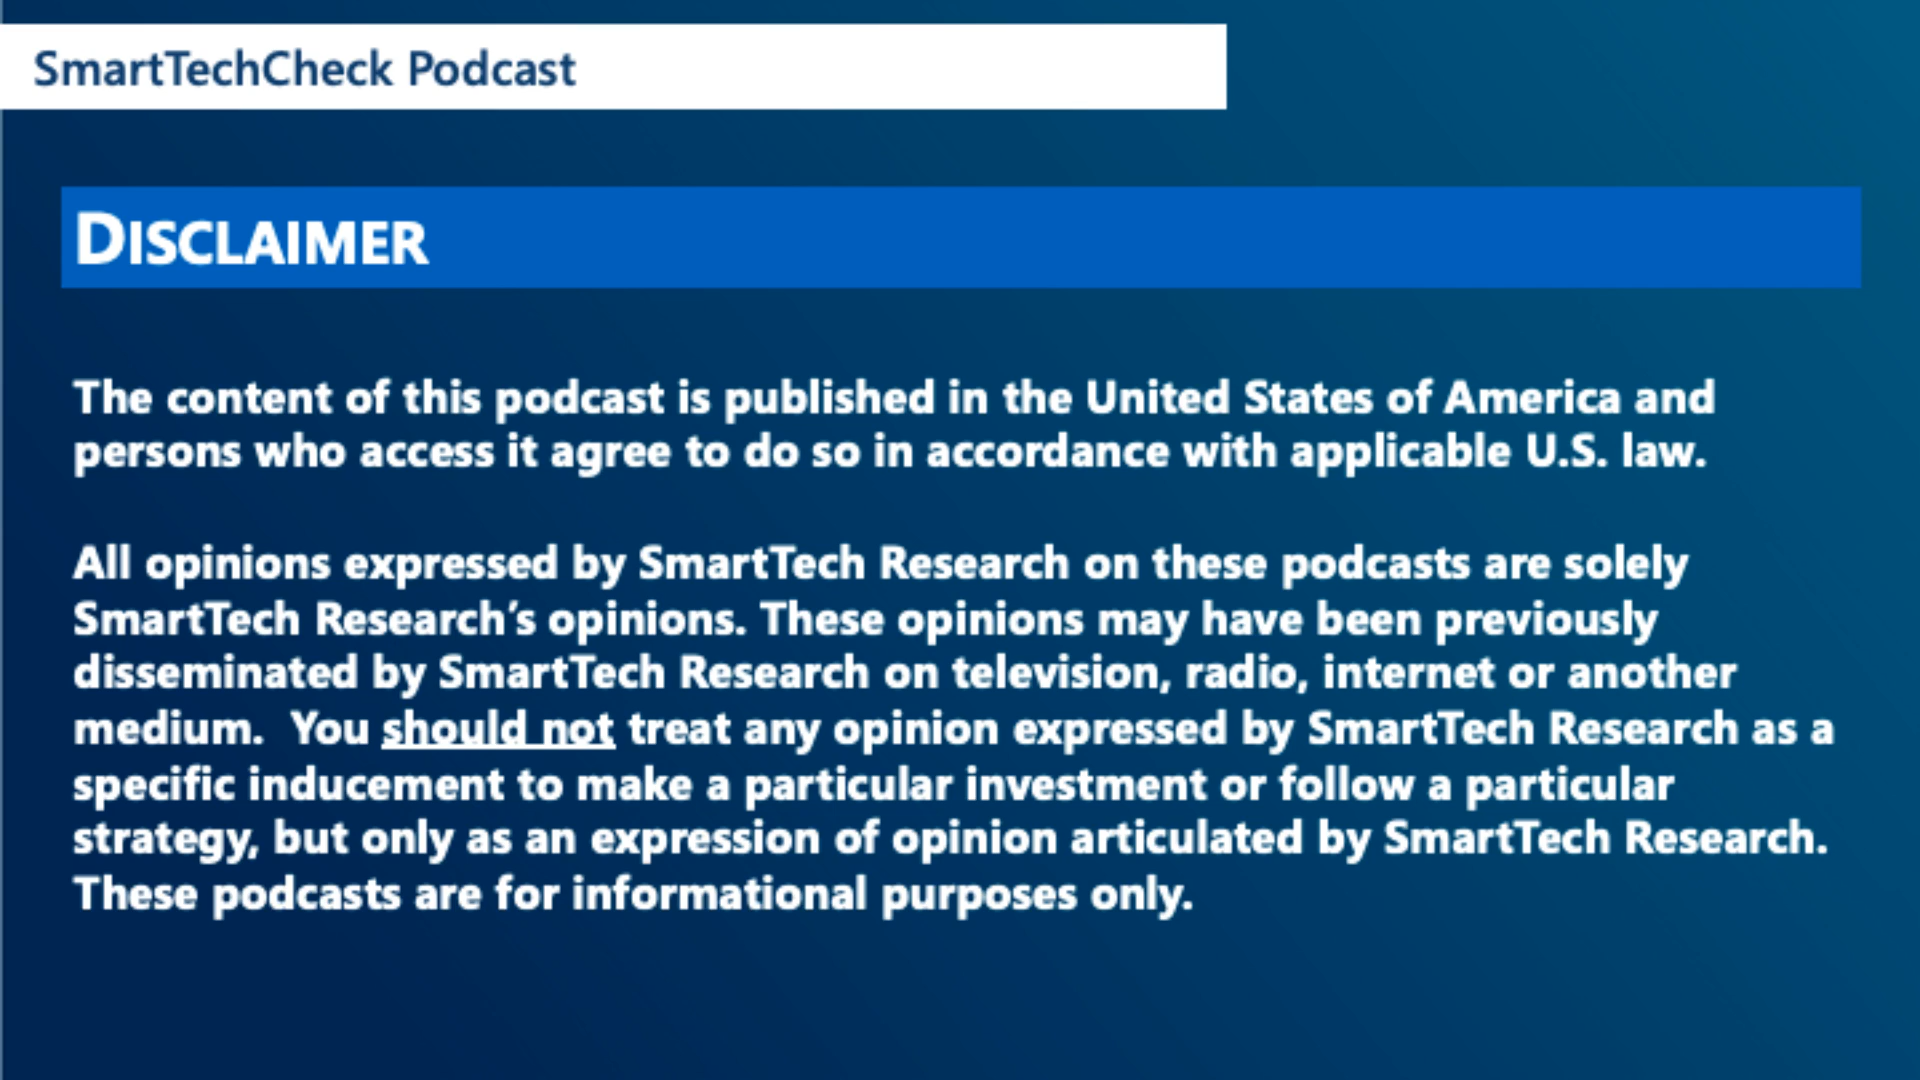 SmartTechCheck Podcast
DISCLAIMER
The content of this podcast is published in the United States of America and
persons who access it agree to do so in accordance with applicable U.S. law.
All opinions expressed by SmartTech Research on these podcasts are solely
SmartTech Research’s opinions. These opinions may have been previously
disseminated by SmartTech Research on television, radio, internet or another
medium.  You should not treat any opinion expressed by SmartTech Research as a
specific inducement to make a particular investment or follow a particular
strategy, but only as an expression of opinion articulated by SmartTech Research.
These podcasts are for informational purposes only.